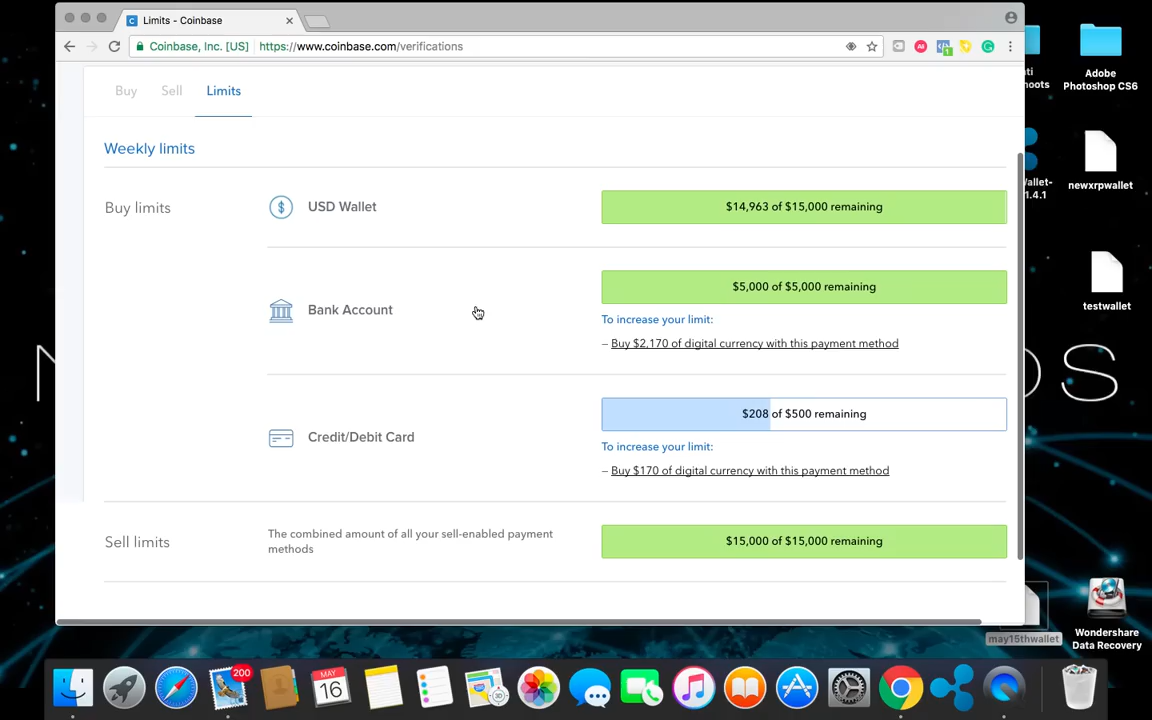 Limits - Coinbase
Coinbase, Inc. [US] https://www.coinbase.com/verifications
Buy Sell Limits
Weekly limits
Buy limits
USD Wallet
$14,963 of $15,000 remaining
Bank Account
$5,000 of $5,000 remaining
To increase your limit:
– Buy $2,170 of digital currency with this payment method
Credit/Debit Card
$208 of $500 remaining
To increase your limit:
– Buy $170 of digital currency with this payment method
Sell limits
The combined amount of all your sell-enabled payment
methods
$15,000 of $15,000 remaining
Adobe
Photoshop CS6
newxrpwallet
testwallet
may15thwallet
Wondershare
Data Recovery
200
MAY
16
3D